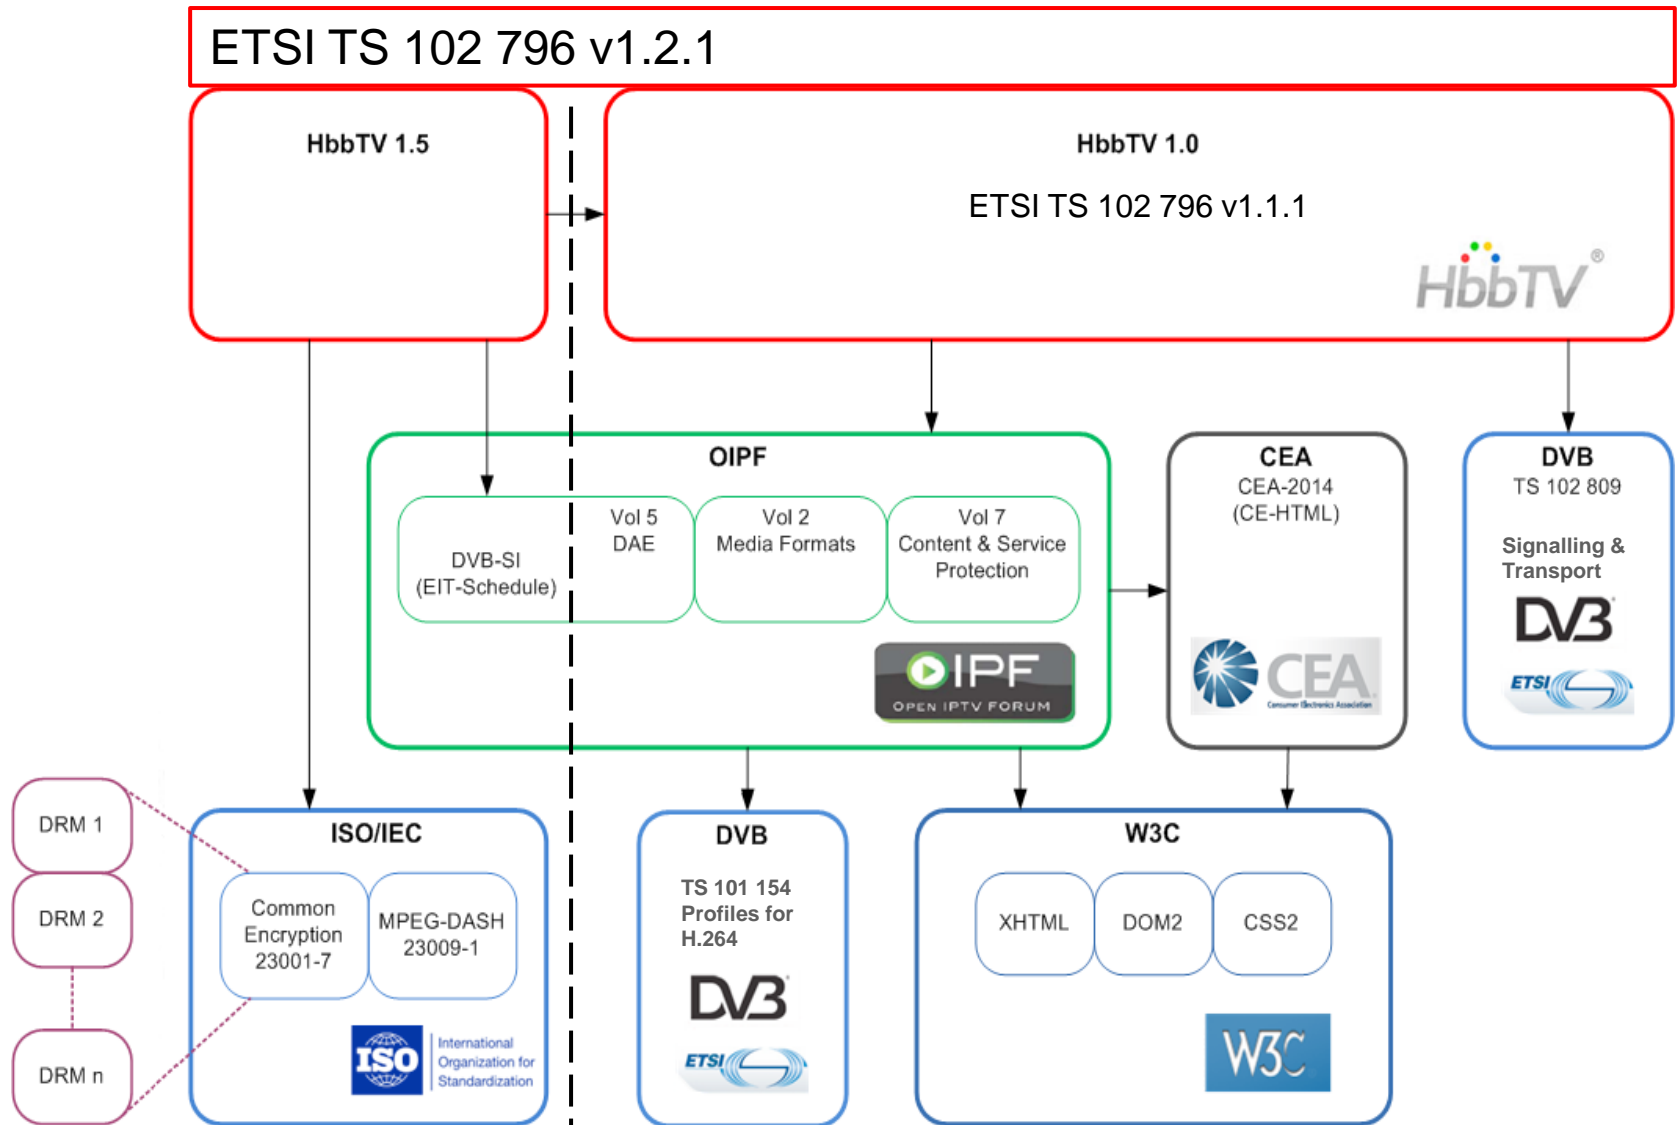 ETSI TS 102 796 v1.2.1
HbbTV 1.5
HbbTV 1.0
ETSI TS 102 796 v1.1.1
HbbTV®
OIPF
DVB-SI
(EIT-Schedule)
Vol 5
DAE
Vol 2
Media Formats
Vol 7
Content & Service
Protection
OIPF
OPEN IPTV FORUM
CEA
CEA-2014
(CE-HTML)
CEA
Consumer Electronics Association
DVB
TS 102 809
Signalling &
Transport
DVB
ETSI
DRM 1
DRM 2
DRM n
ISO/IEC
Common
Encryption
23001-7
MPEG-DASH
23009-1
ISO
International
Organization for
Standardization
DVB
TS 101 154
Profiles for
H.264
DVB
ETSI
W3C
XHTML
DOM2
CSS2
W3C